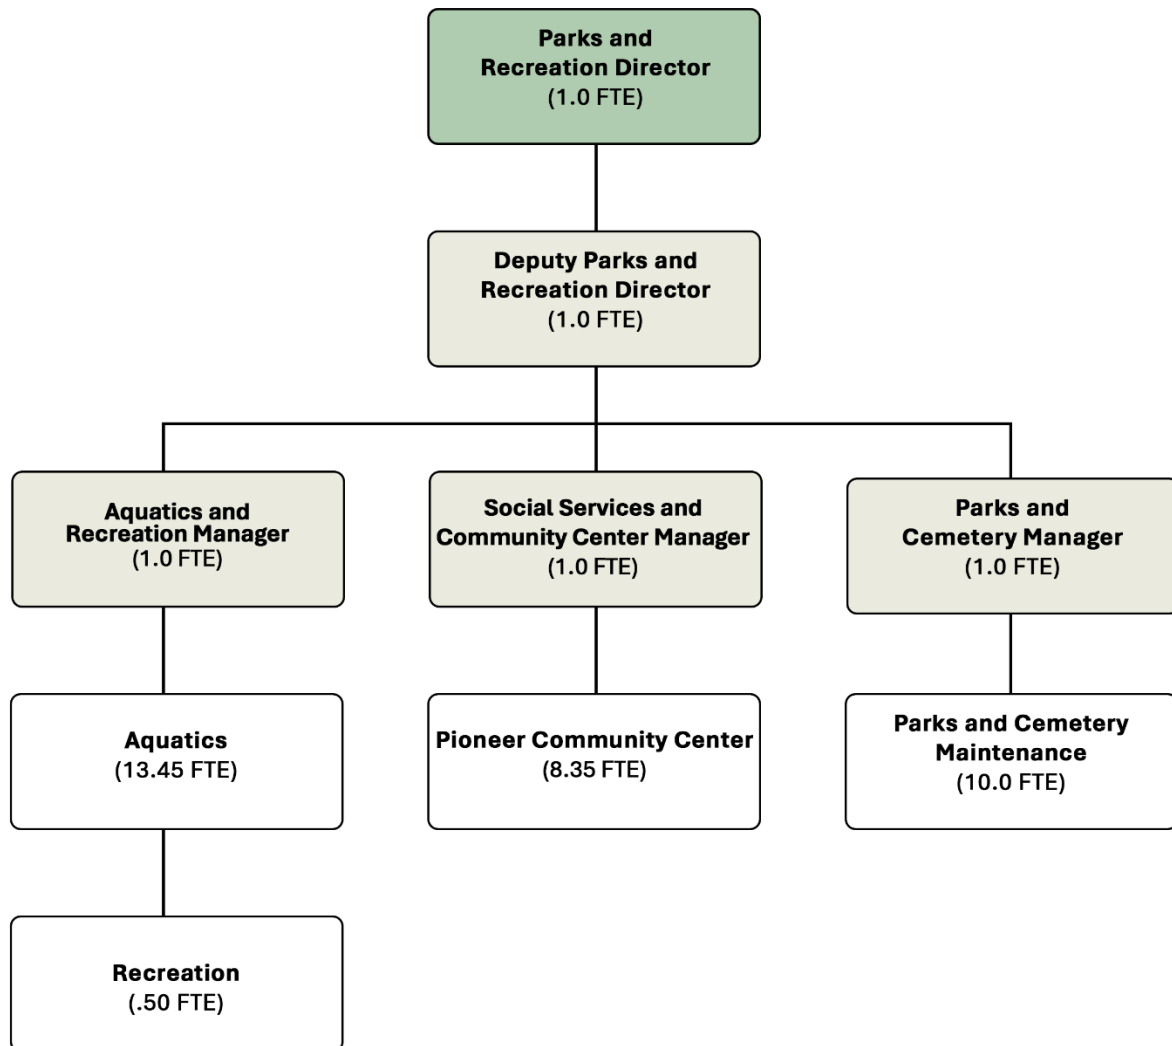 Parks and
Recreation Director
(1.0 FTE)
Deputy Parks and
Recreation Director
(1.0 FTE)
Aquatics and
Recreation Manager
(1.0 FTE)
Social Services and
Community Center Manager
(1.0 FTE)
Parks and
Cemetery Manager
(1.0 FTE)
Aquatics
(13.45 FTE)
Pioneer Community Center
(8.35 FTE)
Parks and Cemetery
Maintenance
(10.0 FTE)
Recreation
(.50 FTE)